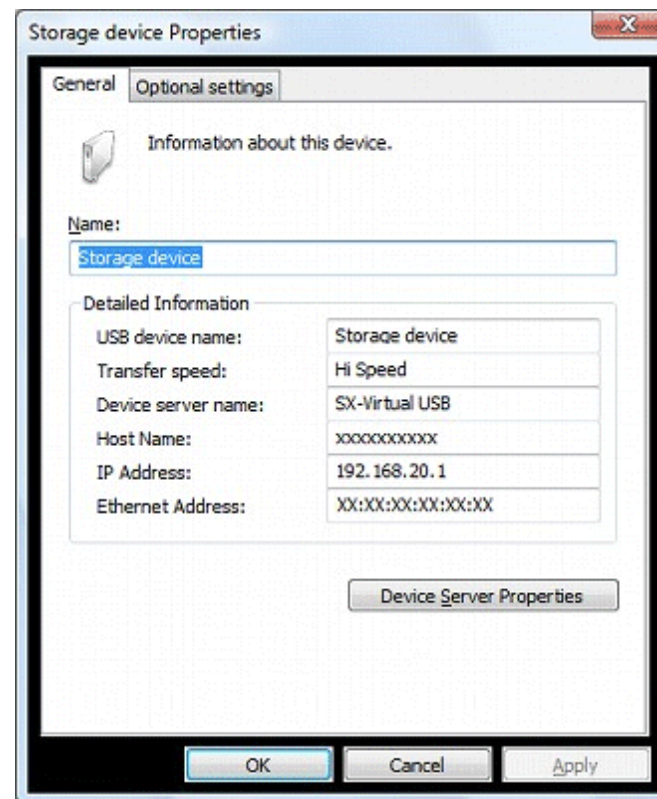 Storage device Properties
General
Optional settings
Information about this device.
Name:
Storage device
Detailed Information
USB device name: Storage device
Transfer speed: Hi Speed
Device server name: SX-Virtual USB
Host Name: xxxxxxxxxx
IP Address: 192.168.20.1
Ethernet Address: XX:XX:XX:XX:XX:XX
Device Server Properties
OK Cancel Apply